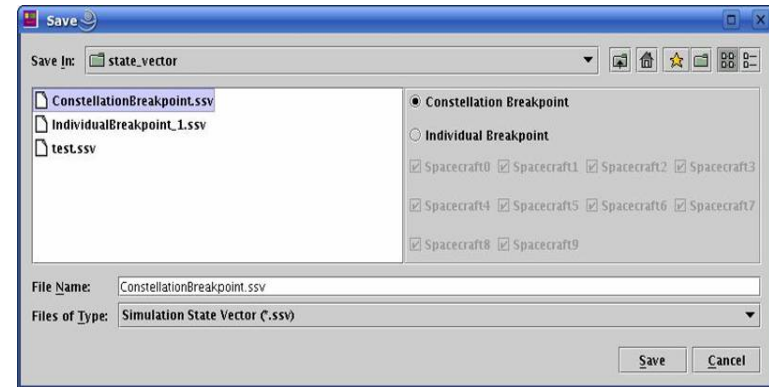 Save
Save In: state_vector
ConstellationBreakpoint.ssv
IndividualBreakpoint_1.ssv
test.ssv
Constellation Breakpoint
Individual Breakpoint
Spacecraft0 Spacecraft1 Spacecraft2 Spacecraft3
Spacecraft4 Spacecraft5 Spacecraft6 Spacecraft7
Spacecraft8 Spacecraft9
File Name: ConstellationBreakpoint.ssv
Files of Type: Simulation State Vector (*.ssv)
Save Cancel